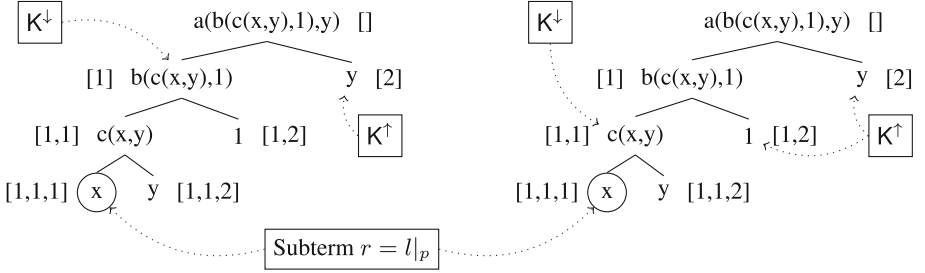 K↓ a(b(c(x,y),1),y) [] K↓ a(b(c(x,y),1),y) []
[1] b(c(x,y),1) y [2] [1] b(c(x,y),1) y [2]
[1,1] c(x,y) 1 [1,2] K↑ [1,1] c(x,y) 1 [1,2] K↑
[1,1,1] x y [1,1,2] [1,1,1] x y [1,1,2]
Subterm r = l|p